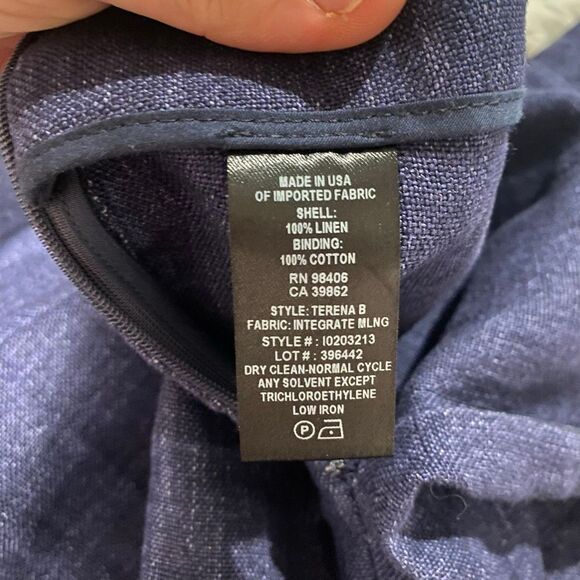 MADE IN USA
OF IMPORTED FABRIC
SHELL:
100% LINEN
BINDING:
100% COTTON
RN 98406
CA 39862
STYLE: TERENA B
FABRIC: INTEGRATE MLNG
STYLE # : I0203213
LOT # : 396442
DRY CLEAN-NORMAL CYCLE
ANY SOLVENT EXCEPT
TRICHLOROETHYLENE
LOW IRON
P